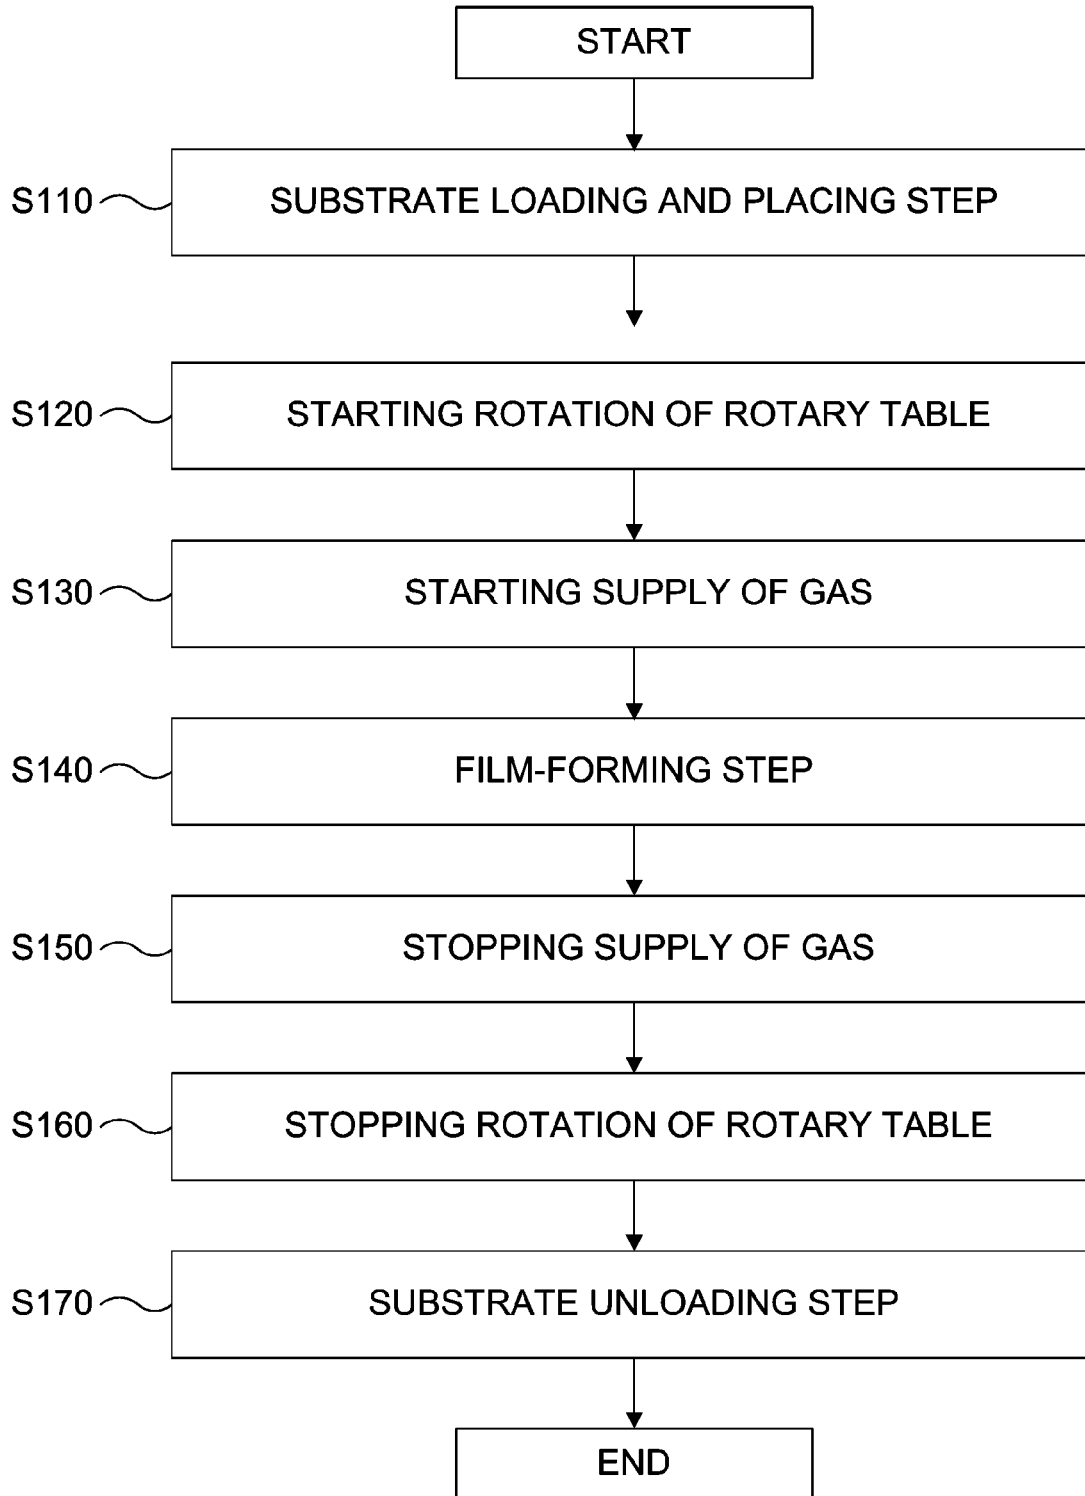 START
S110 SUBSTRATE LOADING AND PLACING STEP
S120 STARTING ROTATION OF ROTARY TABLE
S130 STARTING SUPPLY OF GAS
S140 FILM-FORMING STEP
S150 STOPPING SUPPLY OF GAS
S160 STOPPING ROTATION OF ROTARY TABLE
S170 SUBSTRATE UNLOADING STEP
END